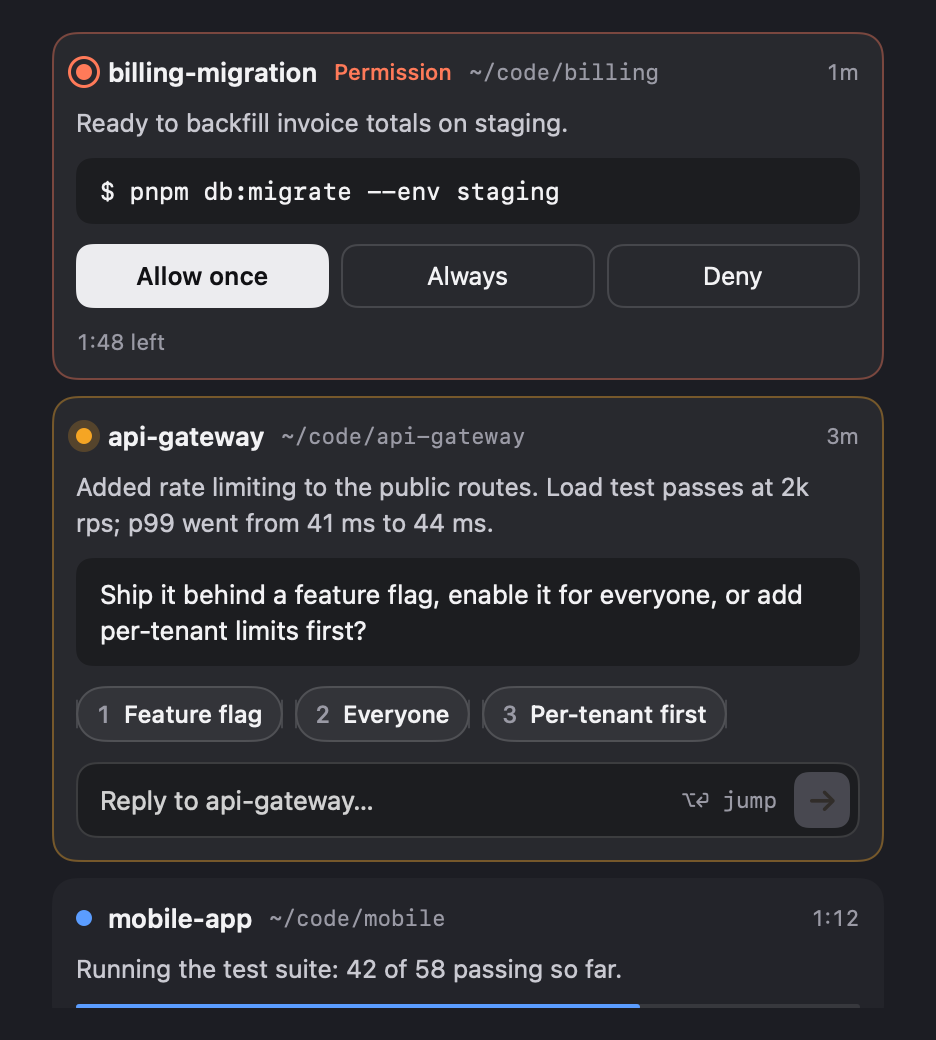 billing-migration Permission ~/code/billing 1m
Ready to backfill invoice totals on staging.
$ pnpm db:migrate --env staging
Allow once Always Deny
1:48 left
api-gateway ~/code/api-gateway 3m
Added rate limiting to the public routes. Load test passes at 2k
rps; p99 went from 41 ms to 44 ms.
Ship it behind a feature flag, enable it for everyone, or add
per-tenant limits first?
1 Feature flag 2 Everyone 3 Per-tenant first
Reply to api-gateway... ⌥⏎ jump →
mobile-app ~/code/mobile 1:12
Running the test suite: 42 of 58 passing so far.